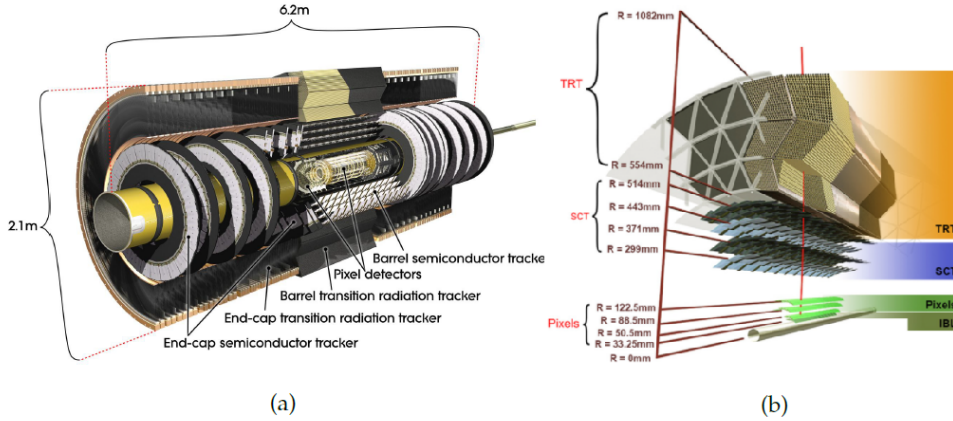 6.2m
2.1m
Barrel semiconductor tracke
Pixel detectors
Barrel transition radiation tracker
End-cap transition radiation tracker
End-cap semiconductor tracker
(a)
R = 1082mm
TRT
R = 554mm
R = 514mm
R = 443mm
SCT
R = 371mm
R = 299mm
TRT
SCT
R = 122.5mm
Pixels
R = 88.5mm
Pixels
R = 50.5mm
IBL
R = 33.25mm
R = 0mm
(b)